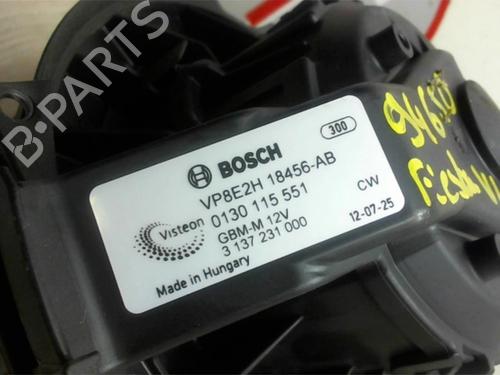 B-PARTS
300
BOSCH
VP8E2H 18456-AB
0130 115 551
CW
Visteon
GBM-M 12V
12-07-25
3 137 231 000
Made in Hungary
Fiesta